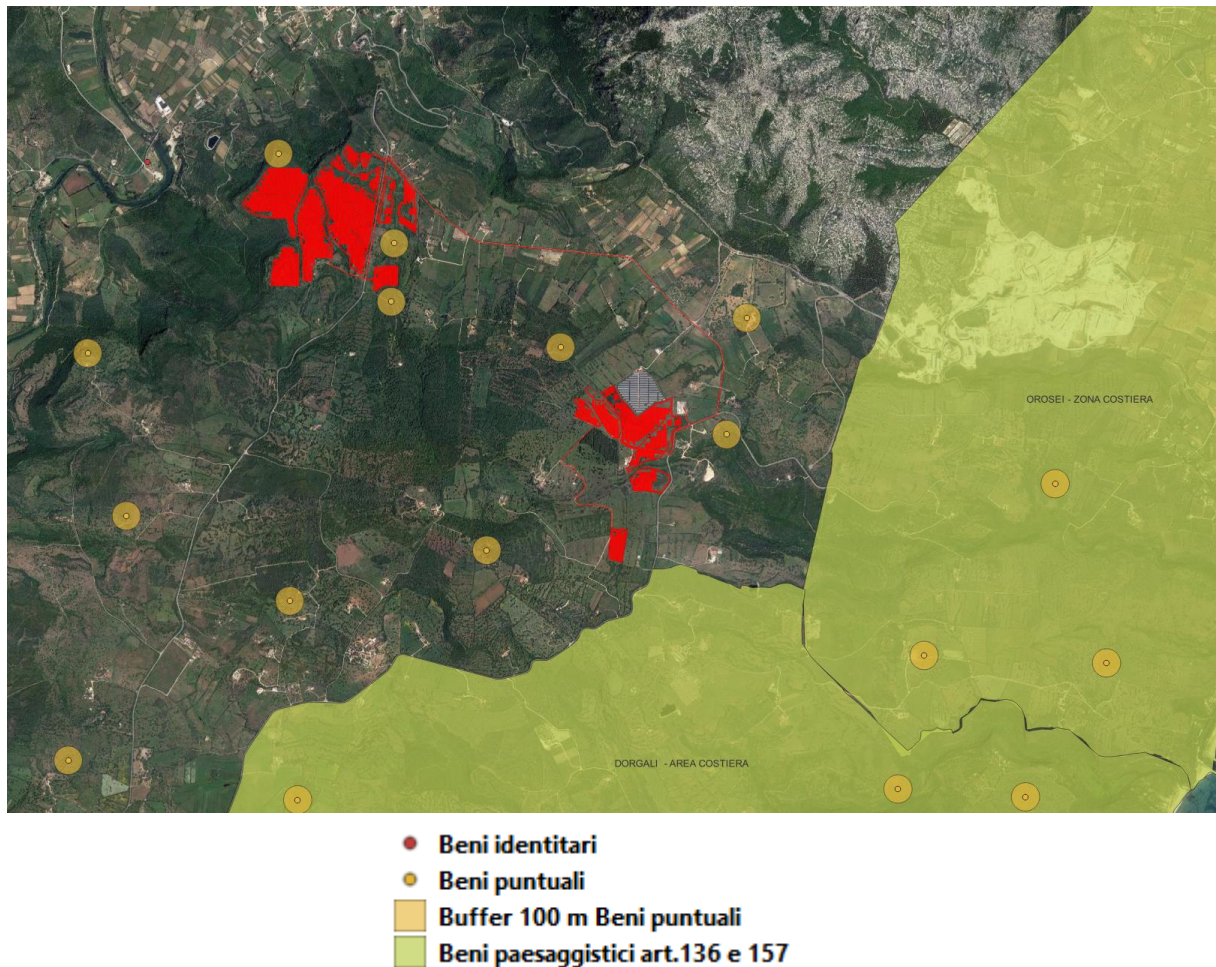 OROSEI - ZONA COSTIERA
DORGALI - AREA COSTIERA
Beni identitari
Beni puntuali
Buffer 100 m Beni puntuali
Beni paesaggistici art.136 e 157